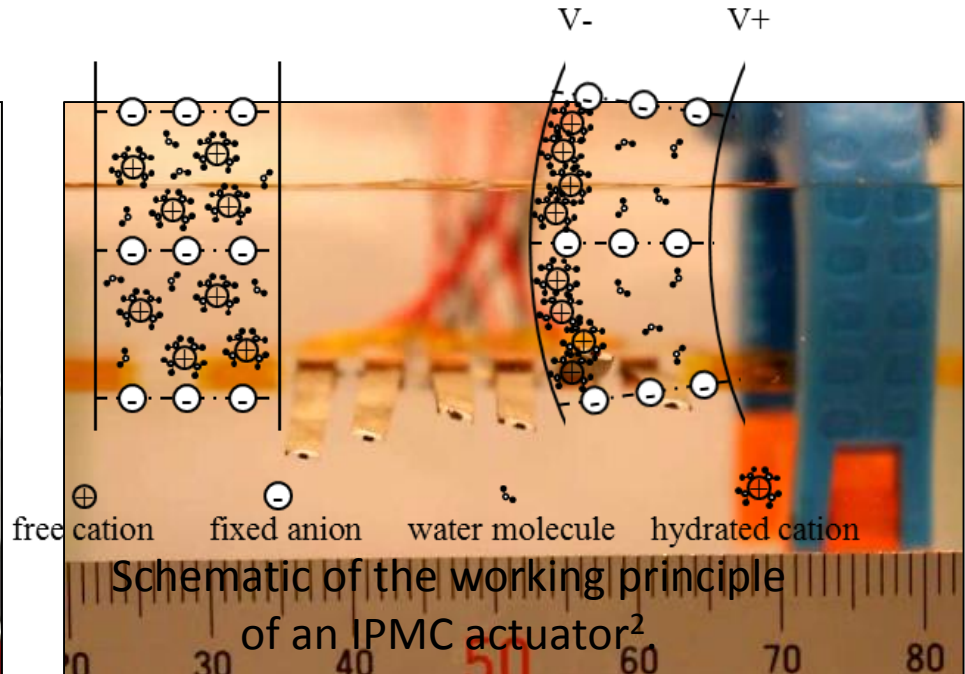 V- V+
free cation fixed anion water molecule hydrated cation
Schematic of the working principle
of an IPMC actuator2.
20 30 40 50 60 70 80